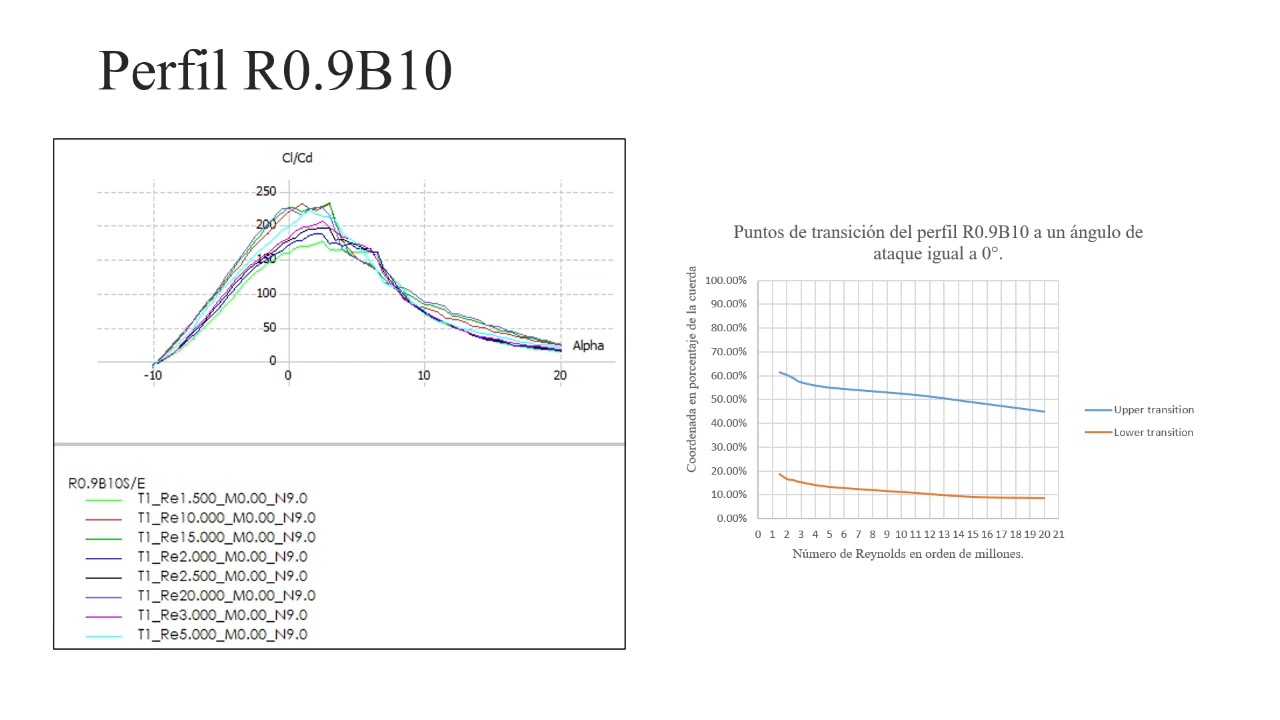 Perfil R0.9B10
Cl/Cd
250
200
150
100
50
0
Alpha
-10
0
10
20
R0.9B10S/E
T1_Re1.500_M0.00_N9.0
T1_Re10.000_M0.00_N9.0
T1_Re15.000_M0.00_N9.0
T1_Re2.000_M0.00_N9.0
T1_Re2.500_M0.00_N9.0
T1_Re20.000_M0.00_N9.0
T1_Re3.000_M0.00_N9.0
T1_Re5.000_M0.00_N9.0
Puntos de transición del perfil R0.9B10 a un ángulo de
ataque igual a 0°.
Coordenada en porcentaje de la cuerda
100.00%
90.00%
80.00%
70.00%
60.00%
50.00%
40.00%
30.00%
20.00%
10.00%
0.00%
0 1 2 3 4 5 6 7 8 9 10 11 12 13 14 15 16 17 18 19 20 21
Número de Reynolds en orden de millones.
Upper transition
Lower transition